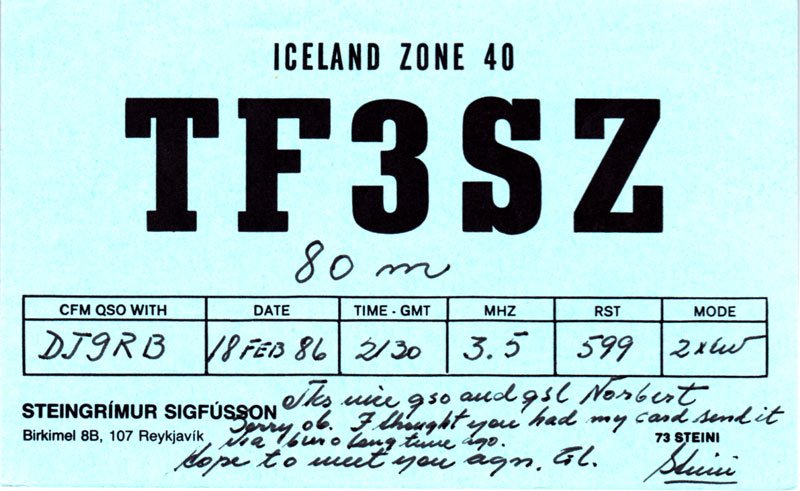 ICELAND ZONE 40
TF3SZ
80 m
CFM QSO WITH DATE TIME - GMT MHZ RST MODE
DJ9RB 18 FEB 86 2130 3.5 599 2xCW
Tks nice qso and qsl Norbert
STEINGRÍMUR SIGFÚSSON
Sorry ob. I thought you had my card send it
Birkimel 8B, 107 Reykjavík
via buro long time ago.
73 STEINI
Hope to meet you agn. Gl.
Steini